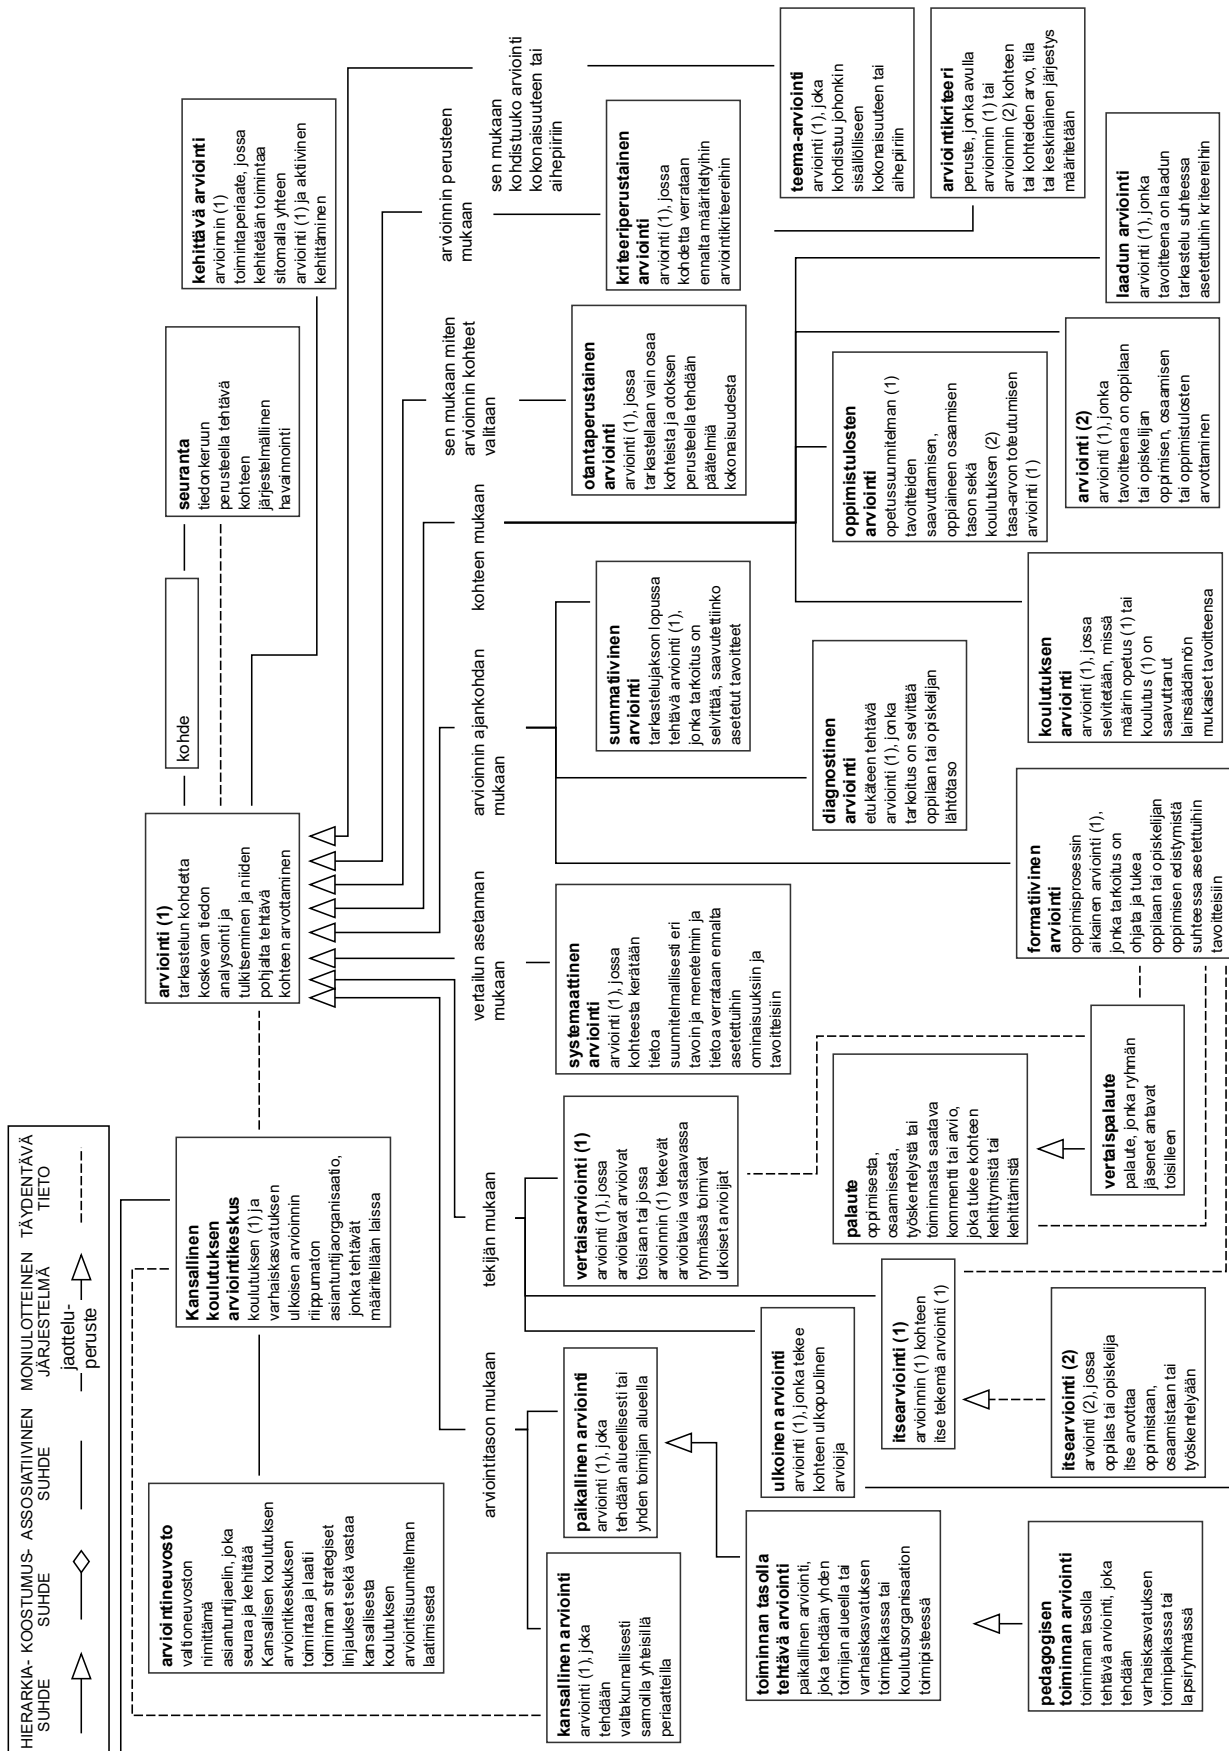 HIERARKIA-
SUHDE
KOOSTUMUS-
SUHDE
ASSOSIATIIVINEN
SUHDE
MONIULOTTEINEN
JÄRJESTELMÄ
TÄYDENTÄVÄ
TIETO
jaottelu-
peruste
arviointineuvosto
valtioneuvoston
nimittämä
asiantuntijaelin, joka
seuraa ja kehittää
Kansallisen koulutuksen
arviointikeskuksen
toimintaa ja laatii
toiminnan strategiset
linjaukset sekä vastaa
kansallisesta
koulutuksen
arviointisuunnitelman
laatimisesta
Kansallinen
koulutuksen
arviointikeskus
koulutuksen (1) ja
varhaiskasvatuksen
ulkoisen arvioinnin
riippumaton
asiantuntijaorganisaatio,
jonka tehtävät
määritellään laissa
arviointi (1)
tarkastelun kohdetta
koskevan tiedon
analysointi ja
tulkitseminen ja niiden
pohjalta tehtävä
kohteen arvottaminen
kohde
seuranta
tiedonkeruun
perusteella tehtävä
kohteen
järjestelmällinen
havainnointi
kehittävä arviointi
arvioinnin (1)
toimintaperiaate, jossa
kehitetään toimintaa
sitomalla yhteen
arviointi (1) ja aktiivinen
kehittäminen
arviointitason mukaan
tekijän mukaan
vertailun asetannan
mukaan
arvioinnin ajankohdan
mukaan
kohteen mukaan
sen mukaan miten
arvioinnin kohteet
valitaan
arvioinnin perusteen
mukaan
sen mukaan
kohdistuuko arviointi
kokonaisuuteen tai
aihepiiriin
kansallinen arviointi
arviointi (1), joka
tehdään
valtakunnallisesti
samoilla yhteisillä
periaatteilla
paikallinen arviointi
arviointi (1), joka
tehdään alueellisesti tai
yhden toimijan alueella
vertaisarviointi (1)
arviointi (1), jossa
arvioitavat arvioivat
toisiaan tai jossa
arvioinnin (1) tekevät
arvioitavia vastaavassa
ryhmässä toimivat
ulkoiset arvioijat
systemaattinen
arviointi
arviointi (1), jossa
kohteesta kerätään
tietoa
suunnitelmallisesti eri
tavoin ja menetelmin ja
tietoa verrataan ennalta
asetettuihin
ominaisuuksiin ja
tavoitteisiin
summatiivinen
arviointi
tarkastelujakson lopussa
tehtävä arviointi (1),
jonka tarkoitus on
selvittää, saavutettiinko
asetetut tavoitteet
otantaperustainen
arviointi
arviointi (1), jossa
tarkastellaan vain osaa
kohteista ja otoksen
perusteella tehdään
päätelmiä
kokonaisuudesta
kriteeriperustainen
arviointi
arviointi (1), jossa
kohdetta verrataan
ennalta määriteltyihin
arviointikriteereihin
teema-arviointi
arviointi (1), joka
kohdistuu johonkin
sisällölliseen
kokonaisuuteen tai
aihepiiriin
toiminnan tasolla
tehtävä arviointi
paikallinen arviointi,
joka tehdään yhden
toimijan alueella tai
varhaiskasvatuksen
toimipaikassa tai
koulutusorganisaation
toimipisteessä
ulkoinen arviointi
arviointi (1), jonka tekee
kohteen ulkopuolinen
arvioija
palaute
oppimisesta,
osaamisesta,
työskentelystä tai
toiminnasta saatava
kommentti tai arvio,
joka tukee kohteen
kehittymistä tai
kehittämistä
diagnostinen
arviointi
etukäteen tehtävä
arviointi (1), jonka
tarkoitus on selvittää
oppilaan tai opiskelijan
lähtötaso
oppimistulosten
arviointi
opetussuunnitelman (1)
tavoitteiden
saavuttamisen,
oppiaineen osaamisen
tason sekä
koulutuksen (2)
tasa-arvon toteutumisen
arviointi (1)
arviointikriteeri
peruste, jonka avulla
arvioinnin (1) tai
arvioinnin (2) kohteen
tai kohteiden arvo, tila
tai keskinäinen järjestys
määritetään
itsearviointi (1)
arvioinnin (1) kohteen
itse tekemä arviointi (1)
pedagogisen
toiminnan arviointi
toiminnan tasolla
tehtävä arviointi, joka
tehdään
varhaiskasvatuksen
toimipaikassa tai
lapsiryhmässä
itsearviointi (2)
arviointi (2), jossa
oppilas tai opiskelija
itse arvottaa
oppimistaan,
osaamistaan tai
työskentelyään
vertaispalaute
palaute, jonka ryhmän
jäsenet antavat
toisilleen
formatiivinen
arviointi
oppimisprosessin
aikainen arviointi (1),
jonka tarkoitus on
ohjata ja tukea
oppilaan tai opiskelijan
oppimisen edistymistä
suhteessa asetettuihin
tavoitteisiin
koulutuksen
arviointi
arviointi (1), jossa
selvitetään, missä
määrin opetus (1) tai
koulutus (1) on
saavuttanut
lainsäädännön
mukaiset tavoitteensa
arviointi (2)
arviointi (1), jonka
tavoitteena on oppilaan
tai opiskelijan
oppimisen, osaamisen
tai oppimistulosten
arvottaminen
laadun arviointi
arviointi (1), jonka
tavoitteena on laadun
tarkastelu suhteessa
asetettuihin kriteereihin